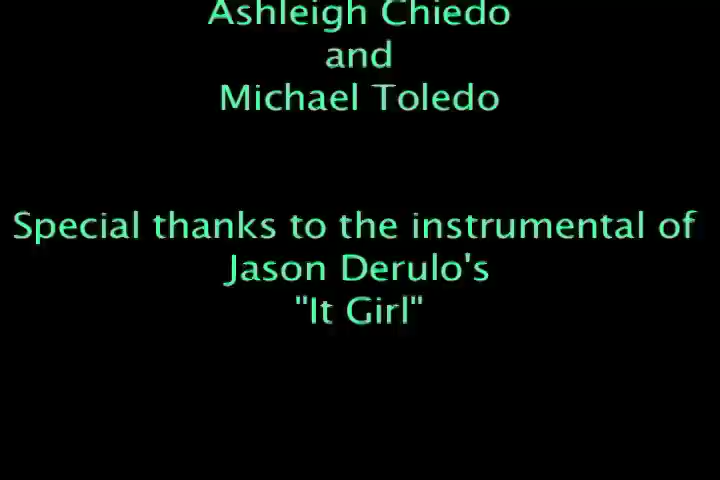 Ashleigh Chiedo
and
Michael Toledo
Special thanks to the instrumental of
Jason Derulo's
"It Girl"